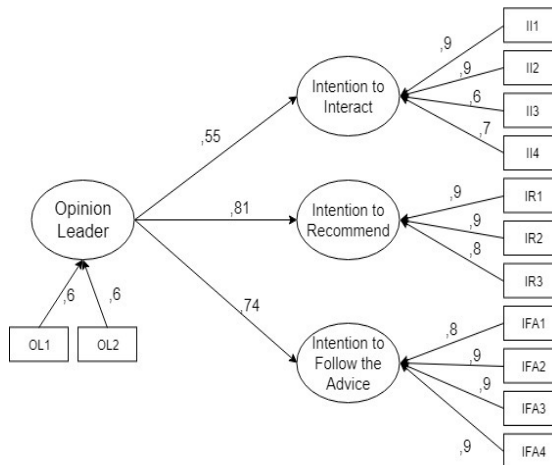 II1
,9
II2
,9
Intention to
Interact
,6
II3
,7
,55
II4
IR1
,9
Opinion
Leader
,81
Intention to
Recommend
,9
IR2
,8
IR3
,6
,6
,74
IFA1
,8
OL1
OL2
Intention to
Follow the
Advice
,9
IFA2
,9
IFA3
,9
IFA4